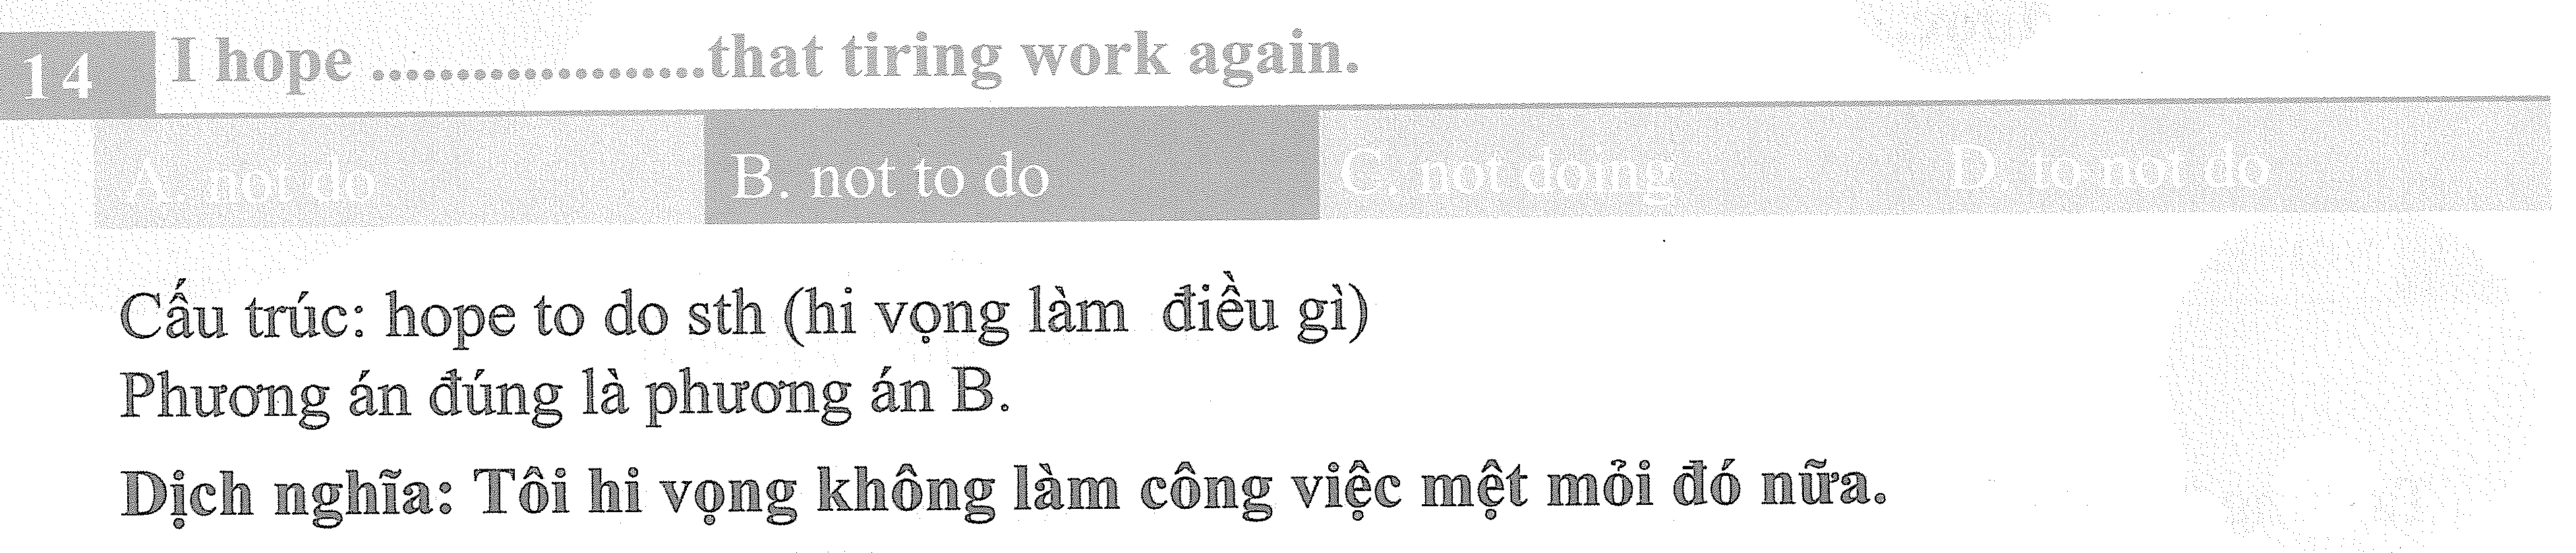 14 I hope ....................that tiring work again.
A. not do B. not to do C. not doing D. to not do
Cấu trúc: hope to do sth (hi vọng làm điều gì)
Phương án đúng là phương án B.
Dịch nghĩa: Tôi hi vọng không làm công việc mệt mỏi đó nữa.